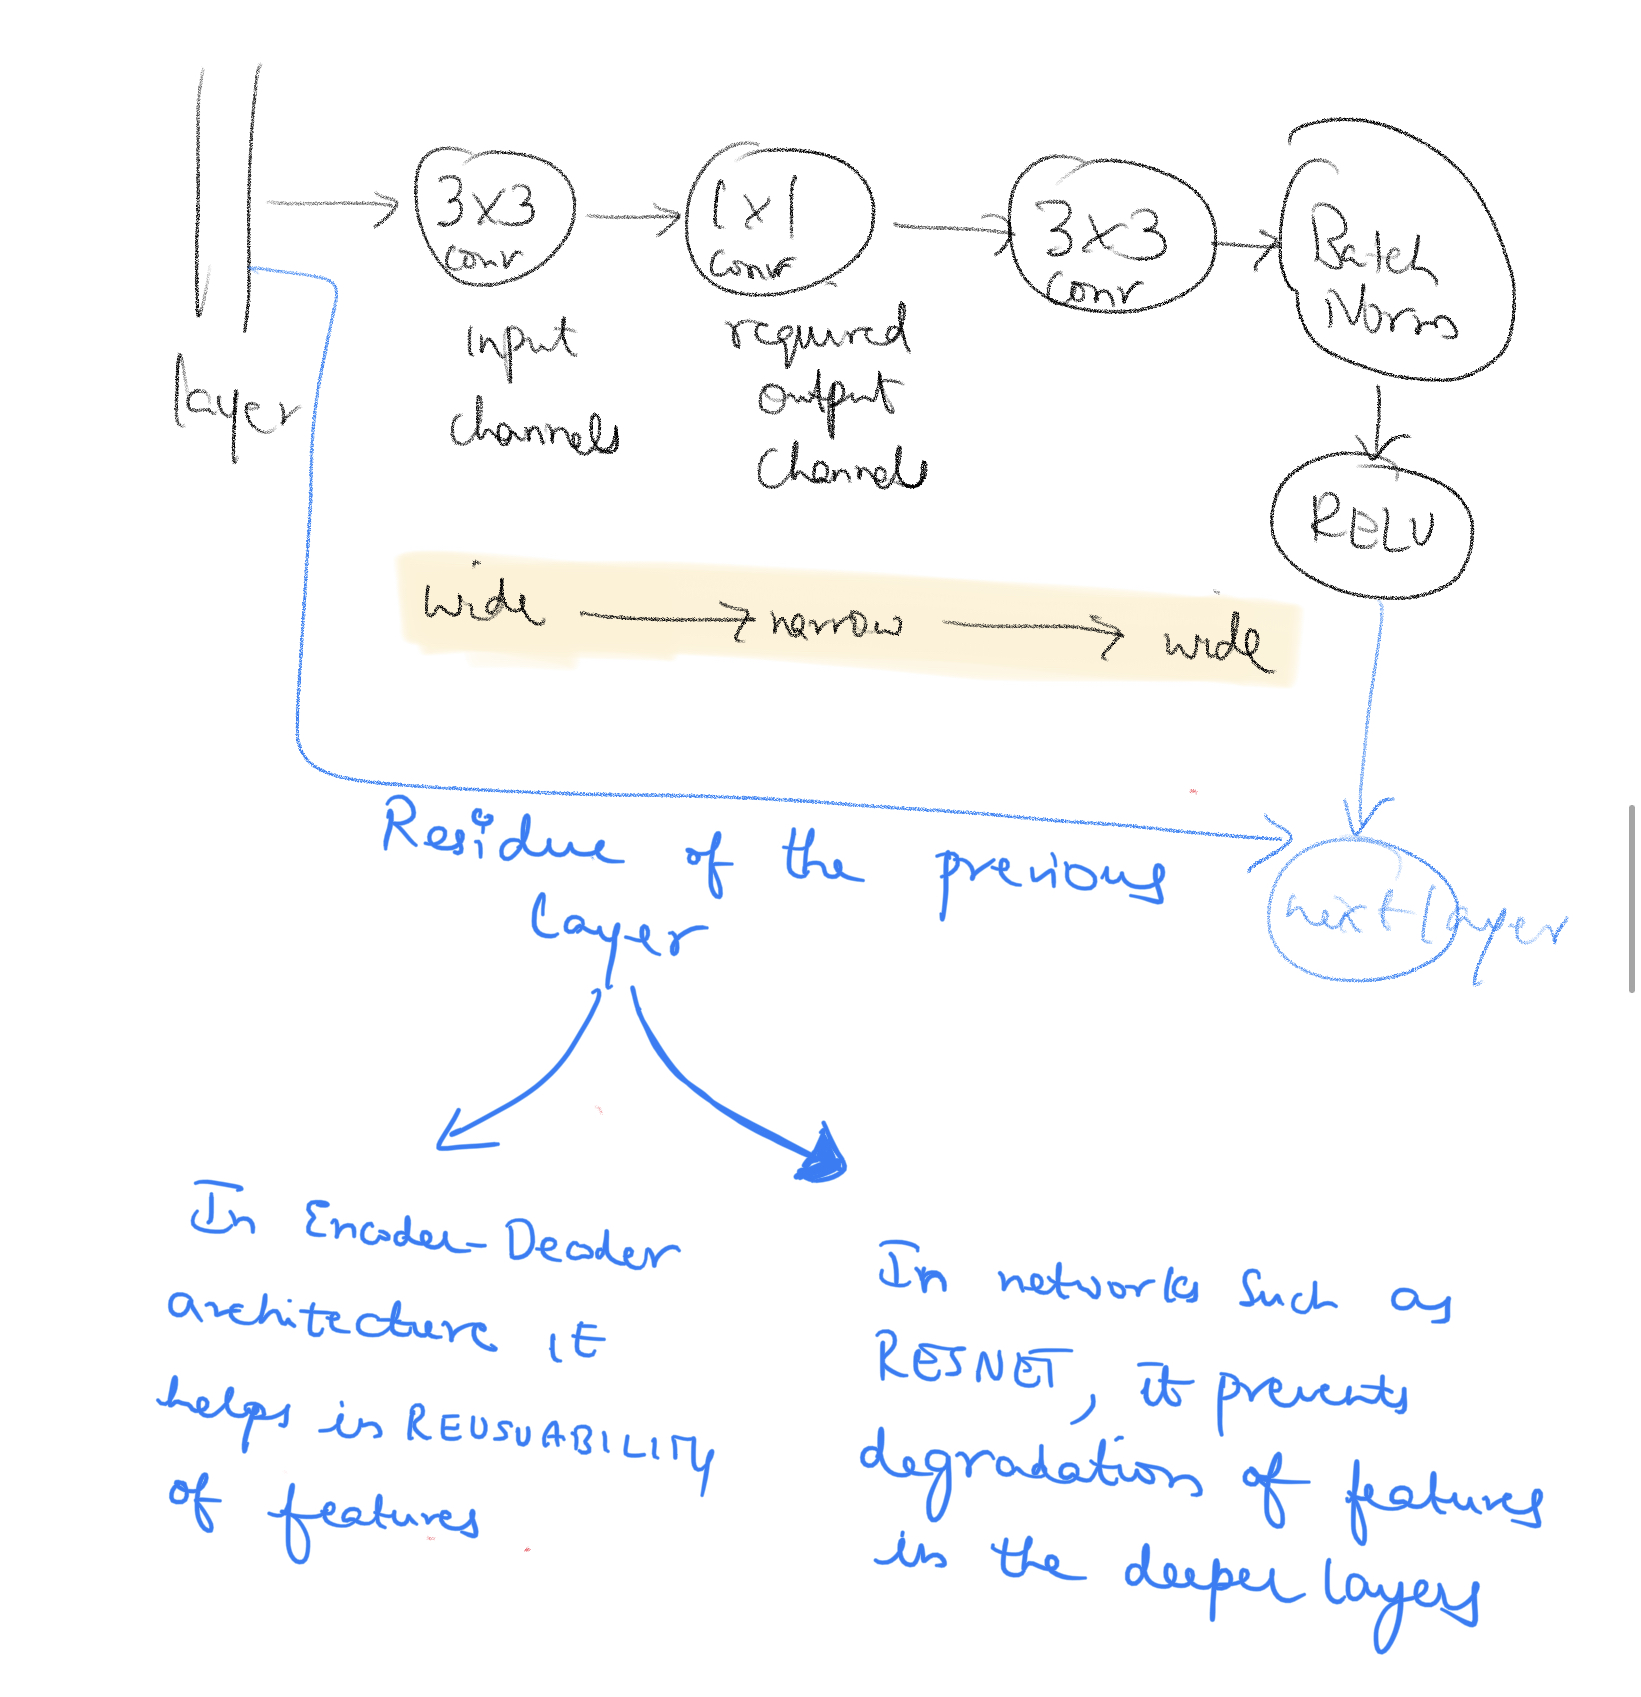 3x3
conv
1x1
conv
3x3
conv
Batch
Norm
layer
input
channels
required
output
channels
RELU
wide → narrow → wide
Residue of the previous
layer
next layer
In Encoder-Decoder
architecture it
helps in REUSUABILITY
of features
In networks such as
RESNET, it prevents
degradation of features
in the deeper layers